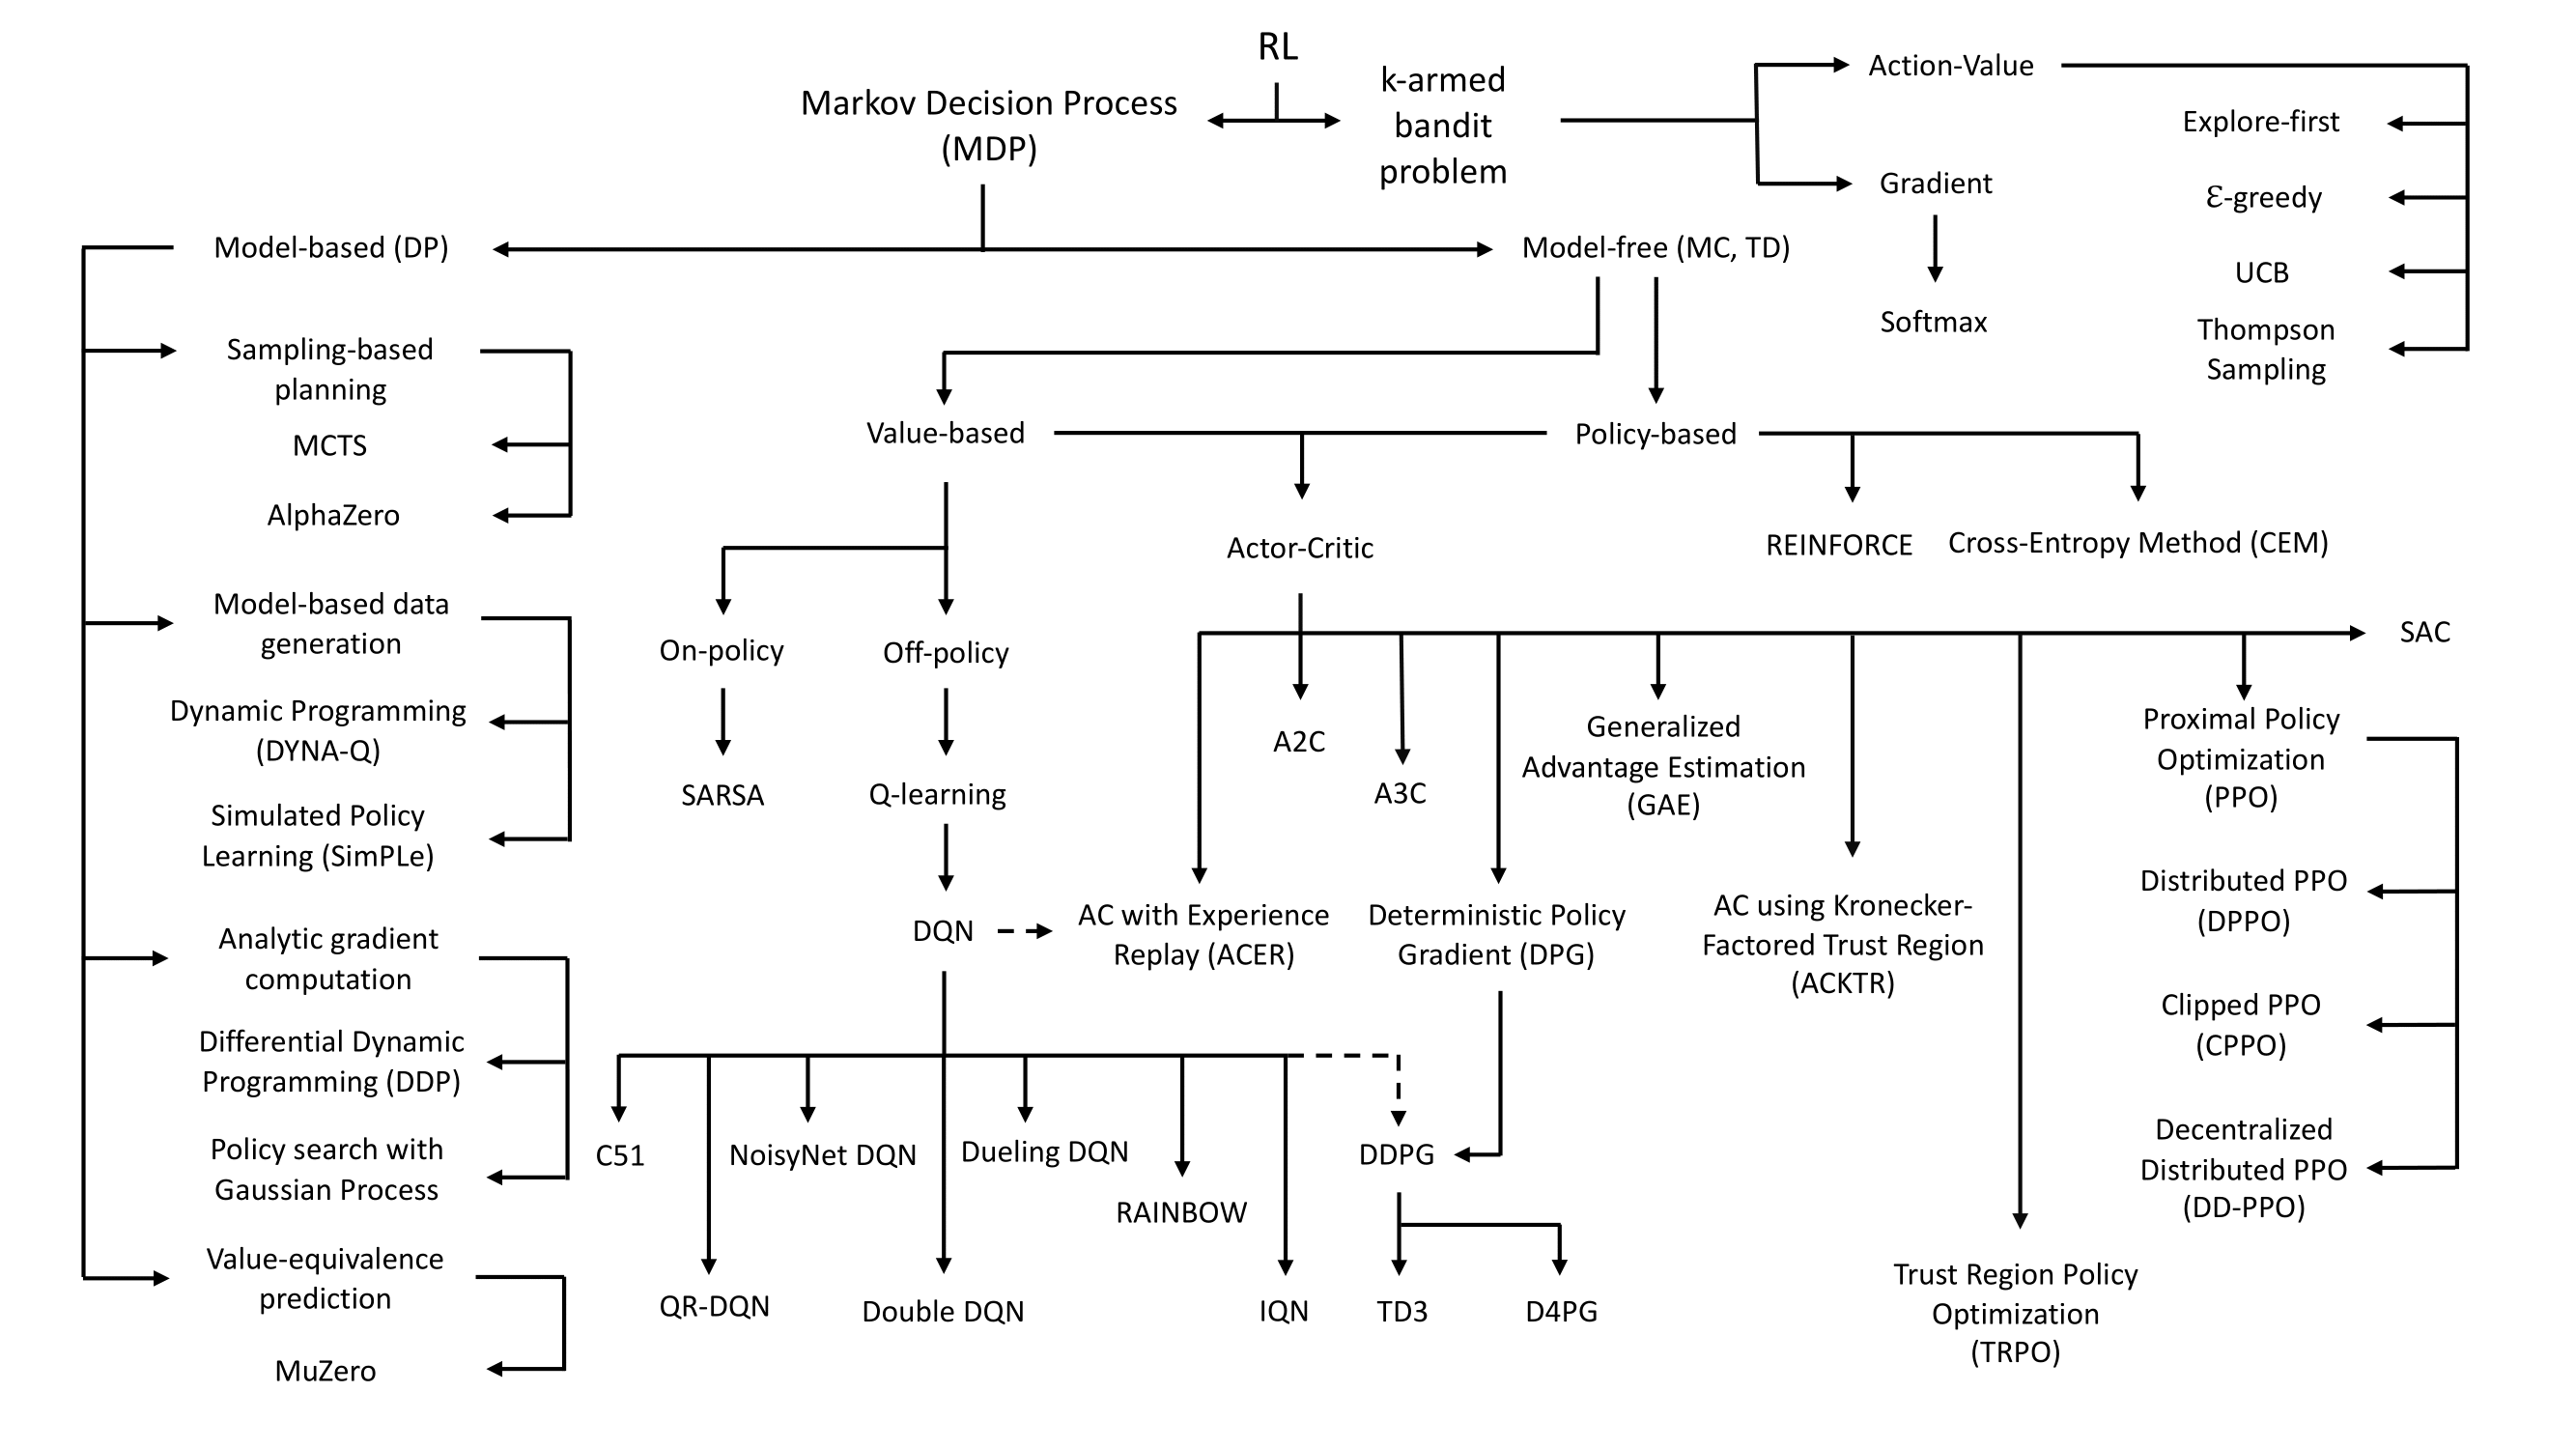 RL
Markov Decision Process
(MDP)
k-armed
bandit
problem
Action-Value
Explore-first
Ɛ-greedy
UCB
Thompson
Sampling
Gradient
Softmax
Model-based (DP)
Model-free (MC, TD)
Sampling-based
planning
MCTS
AlphaZero
Model-based data
generation
Dynamic Programming
(DYNA-Q)
Simulated Policy
Learning (SimPLe)
Analytic gradient
computation
Differential Dynamic
Programming (DDP)
Policy search with
Gaussian Process
Value-equivalence
prediction
MuZero
Value-based
Policy-based
Actor-Critic
REINFORCE
Cross-Entropy Method (CEM)
On-policy
Off-policy
SARSA
Q-learning
DQN
SAC
A2C
A3C
Generalized
Advantage Estimation
(GAE)
Proximal Policy
Optimization
(PPO)
AC with Experience
Replay (ACER)
Deterministic Policy
Gradient (DPG)
AC using Kronecker-
Factored Trust Region
(ACKTR)
Distributed PPO
(DPPO)
Clipped PPO
(CPPO)
Decentralized
Distributed PPO
(DD-PPO)
C51
NoisyNet DQN
Dueling DQN
RAINBOW
DDPG
QR-DQN
Double DQN
IQN
TD3
D4PG
Trust Region Policy
Optimization
(TRPO)